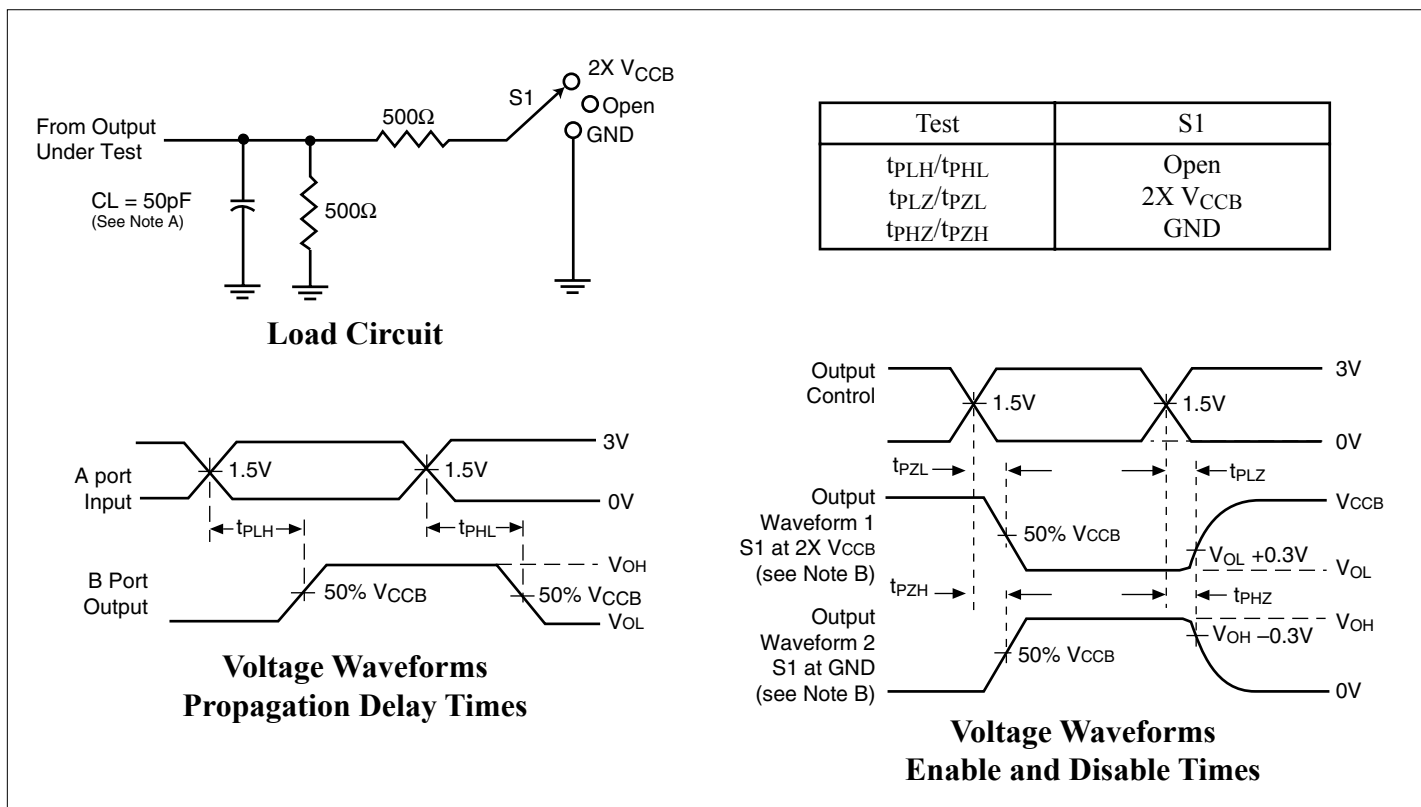 2X VCCB
S1
Open
500Ω
GND
From Output
Under Test
CL = 50pF
(See Note A)
500Ω
Load Circuit
Test S1
tPLH/tPHL Open
tPLZ/tPZL 2X VCCB
tPHZ/tPZH GND
A port
Input
3V
1.5V
1.5V
0V
tPLH
tPHL
B Port
Output
VOH
50% VCCB
50% VCCB
VOL
Voltage Waveforms
Propagation Delay Times
Output
Control
3V
1.5V
1.5V
0V
tPZL
tPLZ
Output
Waveform 1
S1 at 2X VCCB
(see Note B)
VCCB
50% VCCB
VOL +0.3V
VOL
tPZH
tPHZ
Output
Waveform 2
S1 at GND
(see Note B)
VOH
VOH –0.3V
50% VCCB
0V
Voltage Waveforms
Enable and Disable Times